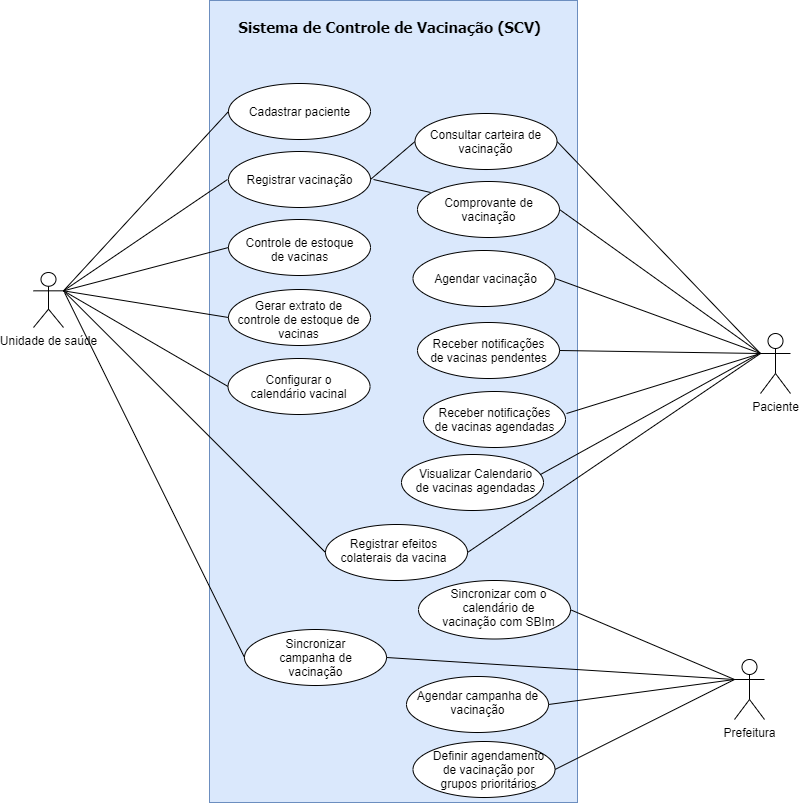 Sistema de Controle de Vacinação (SCV)
Cadastrar paciente
Consultar carteira de
vacinação
Registrar vacinação
Comprovante de
vacinação
Controle de estoque
de vacinas
Agendar vacinação
Unidade de saúde
Gerar extrato de
controle de estoque de
vacinas
Receber notificações
de vacinas pendentes
Paciente
Configurar o
calendário vacinal
Receber notificações
de vacinas agendadas
Visualizar Calendario
de vacinas agendadas
Registrar efeitos
colaterais da vacina
Sincronizar com o
calendário de
vacinação com SBIm
Sincronizar
campanha de
vacinação
Agendar campanha de
vacinação
Prefeitura
Definir agendamento
de vacinação por
grupos prioritários